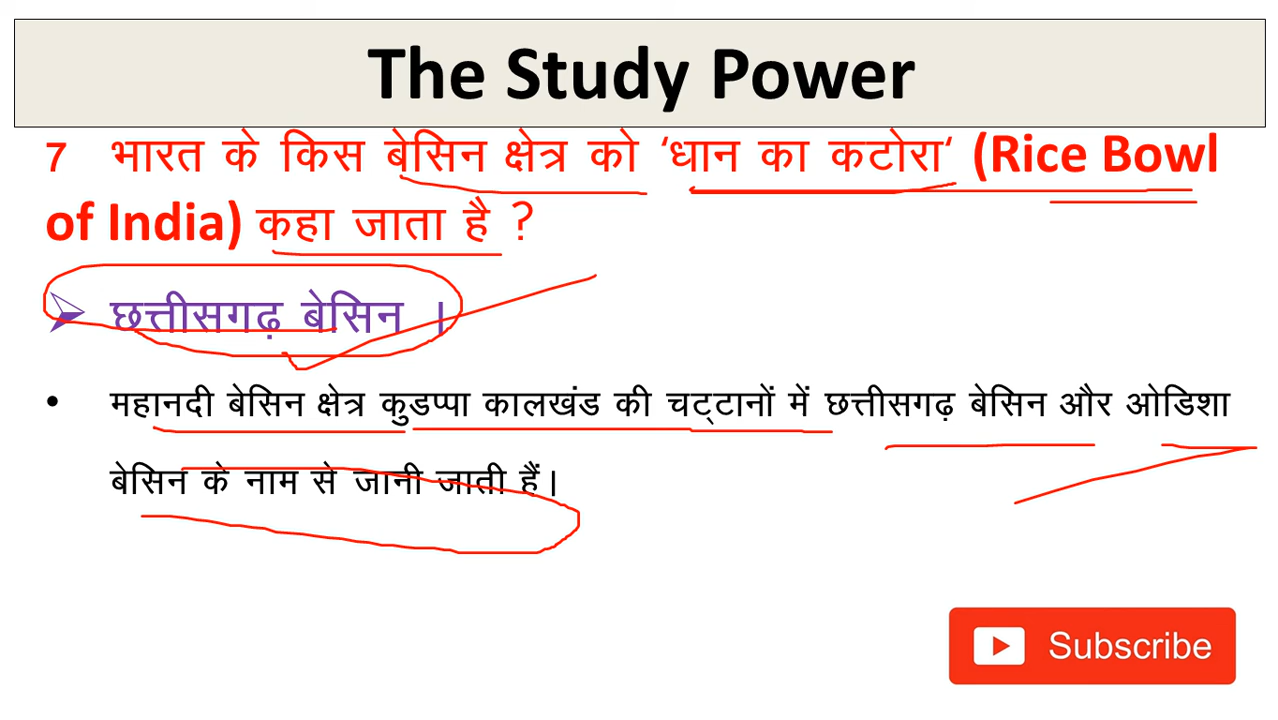 The Study Power
7 भारत के किस बेसिन क्षेत्र को ‘धान का कटोरा‘ (Rice Bowl
of India) कहा जाता है ?
➢ छत्तीसगढ़ बेसिन ।
• महानदी बेसिन क्षेत्र कुडप्पा कालखंड की चट्टानों में छत्तीसगढ़ बेसिन और ओडिशा
बेसिन के नाम से जानी जाती हैं।
Subscribe